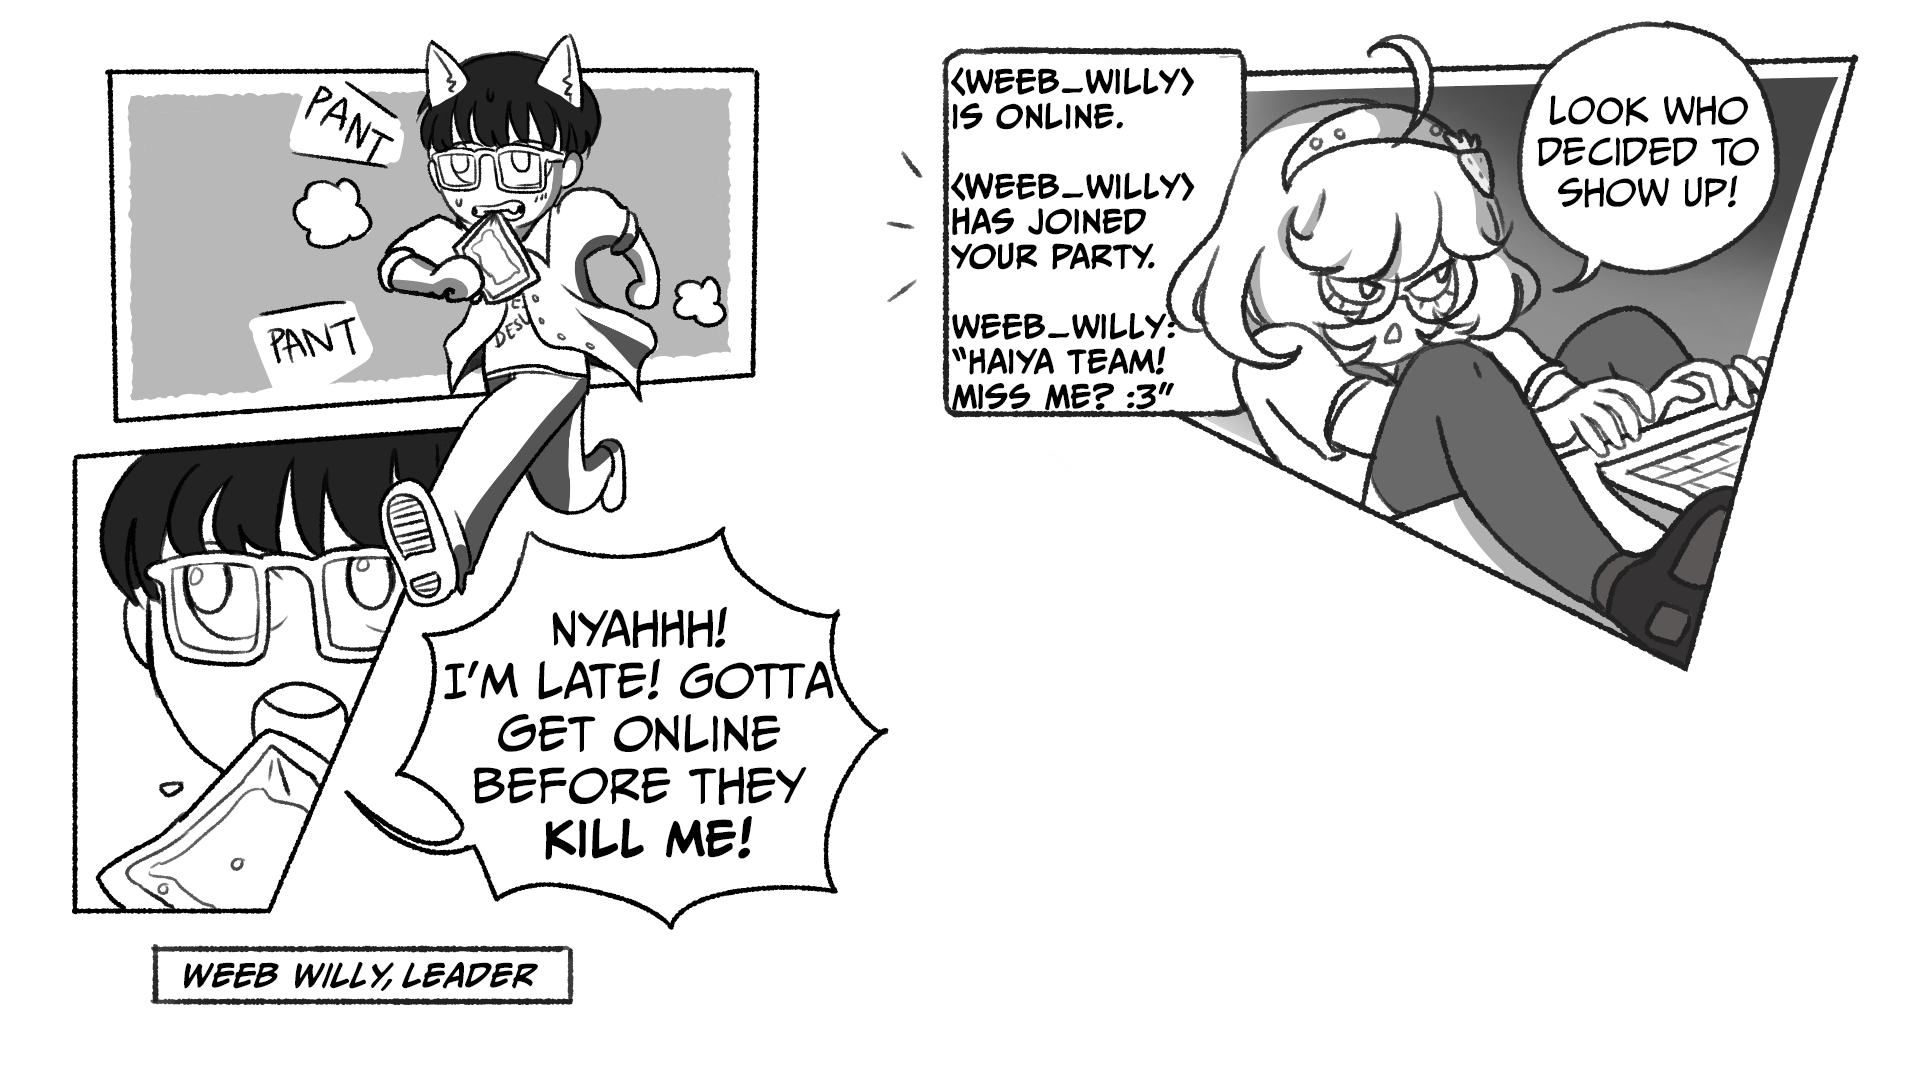 PANT
PANT
DESU
NYAHHH!
I'M LATE! GOTTA
GET ONLINE
BEFORE THEY
KILL ME!
WEEB WILLY, LEADER
<WEEB_WILLY>
IS ONLINE.
<WEEB_WILLY>
HAS JOINED
YOUR PARTY.
WEEB_WILLY:
"HAIYA TEAM!
MISS ME? :3"
LOOK WHO
DECIDED TO
SHOW UP!